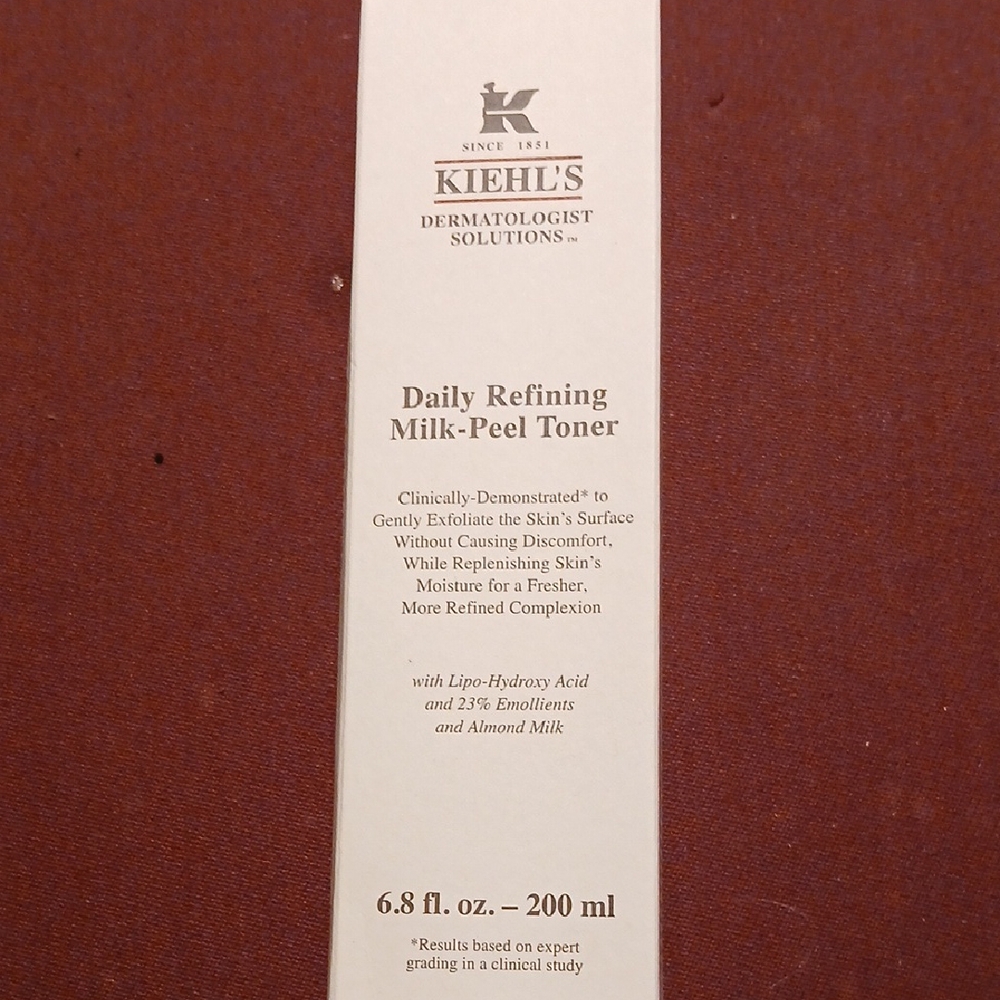 K
SINCE 1851
KIEHL'S
DERMATOLOGIST
SOLUTIONS™
Daily Refining
Milk-Peel Toner
Clinically-Demonstrated* to
Gently Exfoliate the Skin's Surface
Without Causing Discomfort,
While Replenishing Skin's
Moisture for a Fresher,
More Refined Complexion
with Lipo-Hydroxy Acid
and 23% Emollients
and Almond Milk
6.8 fl. oz. – 200 ml
*Results based on expert
grading in a clinical study